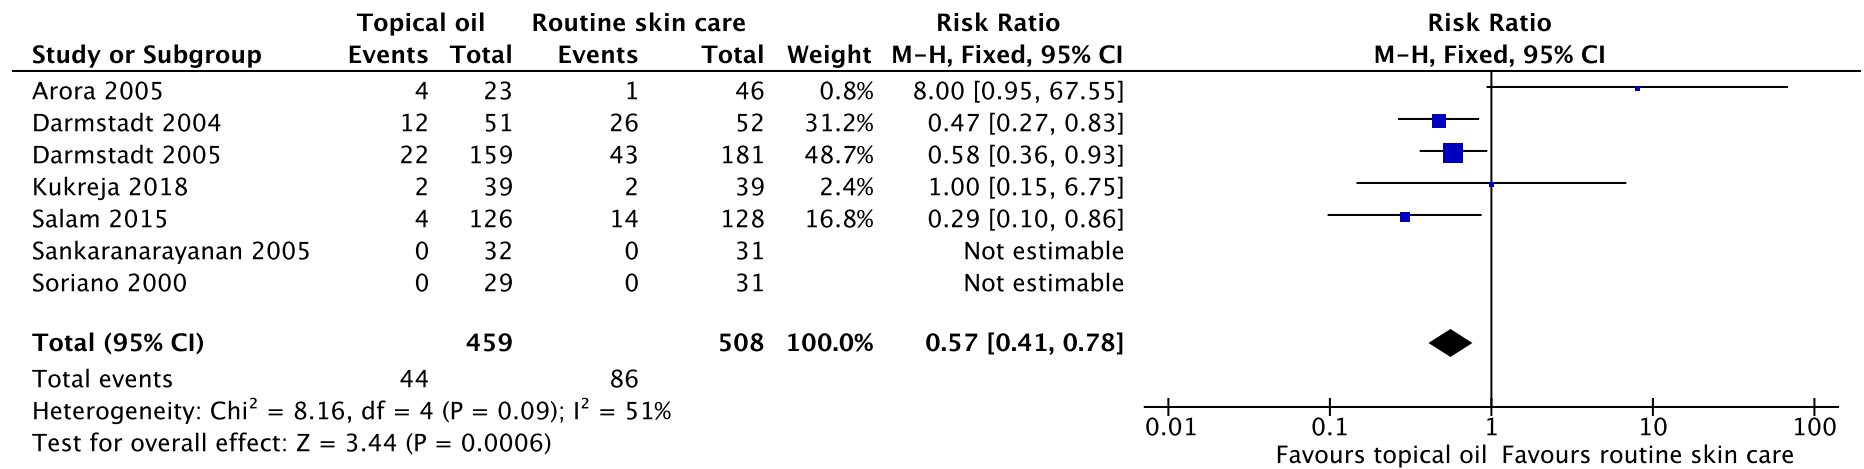 Topical oil Routine skin care Risk Ratio Risk Ratio
Study or Subgroup Events Total Events Total Weight M-H, Fixed, 95% CI M-H, Fixed, 95% CI
Arora 2005 4 23 1 46 0.8% 8.00 [0.95, 67.55]
Darmstadt 2004 12 51 26 52 31.2% 0.47 [0.27, 0.83]
Darmstadt 2005 22 159 43 181 48.7% 0.58 [0.36, 0.93]
Kukreja 2018 2 39 2 39 2.4% 1.00 [0.15, 6.75]
Salam 2015 4 126 14 128 16.8% 0.29 [0.10, 0.86]
Sankaranarayanan 2005 0 32 0 31 Not estimable
Soriano 2000 0 29 0 31 Not estimable
Total (95% CI) 459 508 100.0% 0.57 [0.41, 0.78]
Total events 44 86
Heterogeneity: Chi² = 8.16, df = 4 (P = 0.09); I² = 51%
Test for overall effect: Z = 3.44 (P = 0.0006)
0.01 0.1 1 10 100
Favours topical oil Favours routine skin care